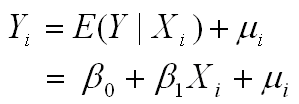 Yᵢ = E(Y | Xᵢ) + μᵢ
= β₀ + β₁Xᵢ + μᵢ